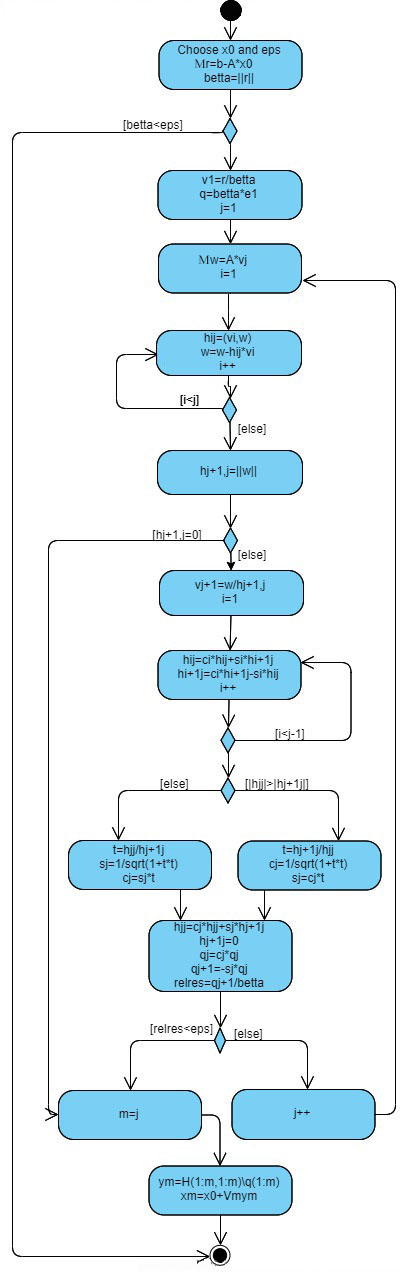 Choose x0 and eps
Mr=b-A*x0
betta=||r||
[betta<eps]
v1=r/betta
q=betta*e1
j=1
Mw=A*vj
i=1
hij=(vi,w)
w=w-hij*vi
i++
[i<j]
[else]
hj+1,j=||w||
[hj+1,j=0]
[else]
vj+1=w/hj+1,j
i=1
hij=ci*hij+si*hi+1j
hi+1j=ci*hi+1j-si*hij
i++
[i<j-1]
[else]
[|hjj|>|hj+1j|]
t=hjj/hj+1j
sj=1/sqrt(1+t*t)
cj=sj*t
t=hj+1j/hjj
cj=1/sqrt(1+t*t)
sj=cj*t
hjj=cj*hjj+sj*hj+1j
hj+1j=0
qj=cj*qj
qj+1=-sj*qj
relres=qj+1/betta
[relres<eps]
[else]
m=j
j++
ym=H(1:m,1:m)\q(1:m)
xm=x0+Vmym